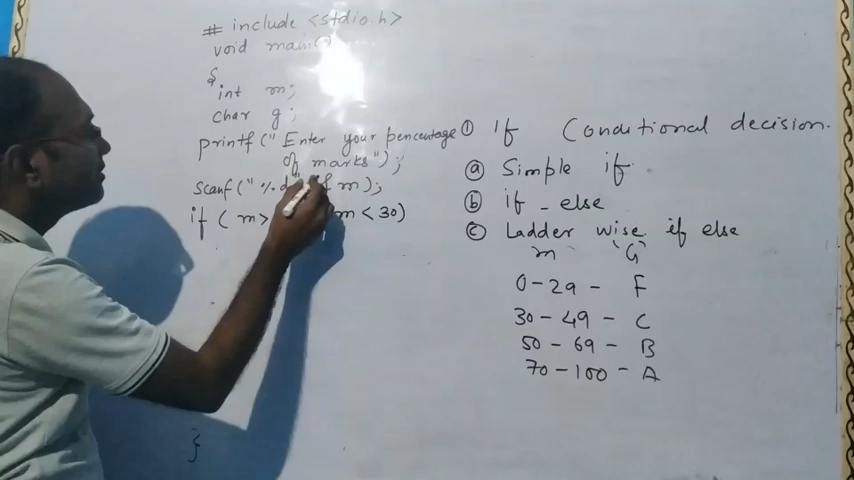 # include <stdio.h>
void main()
{
int m;
char g;
printf("Enter your pencentage
of marks");
scanf("%d" m);
if ( m> m < 30)
}
① If Conditional decision.
ⓐ Simple if.
ⓑ if - else
ⓒ Ladder wise if else
m 'G'
0-29 - F
30-49 - C
50-69 - B
70-100 - A